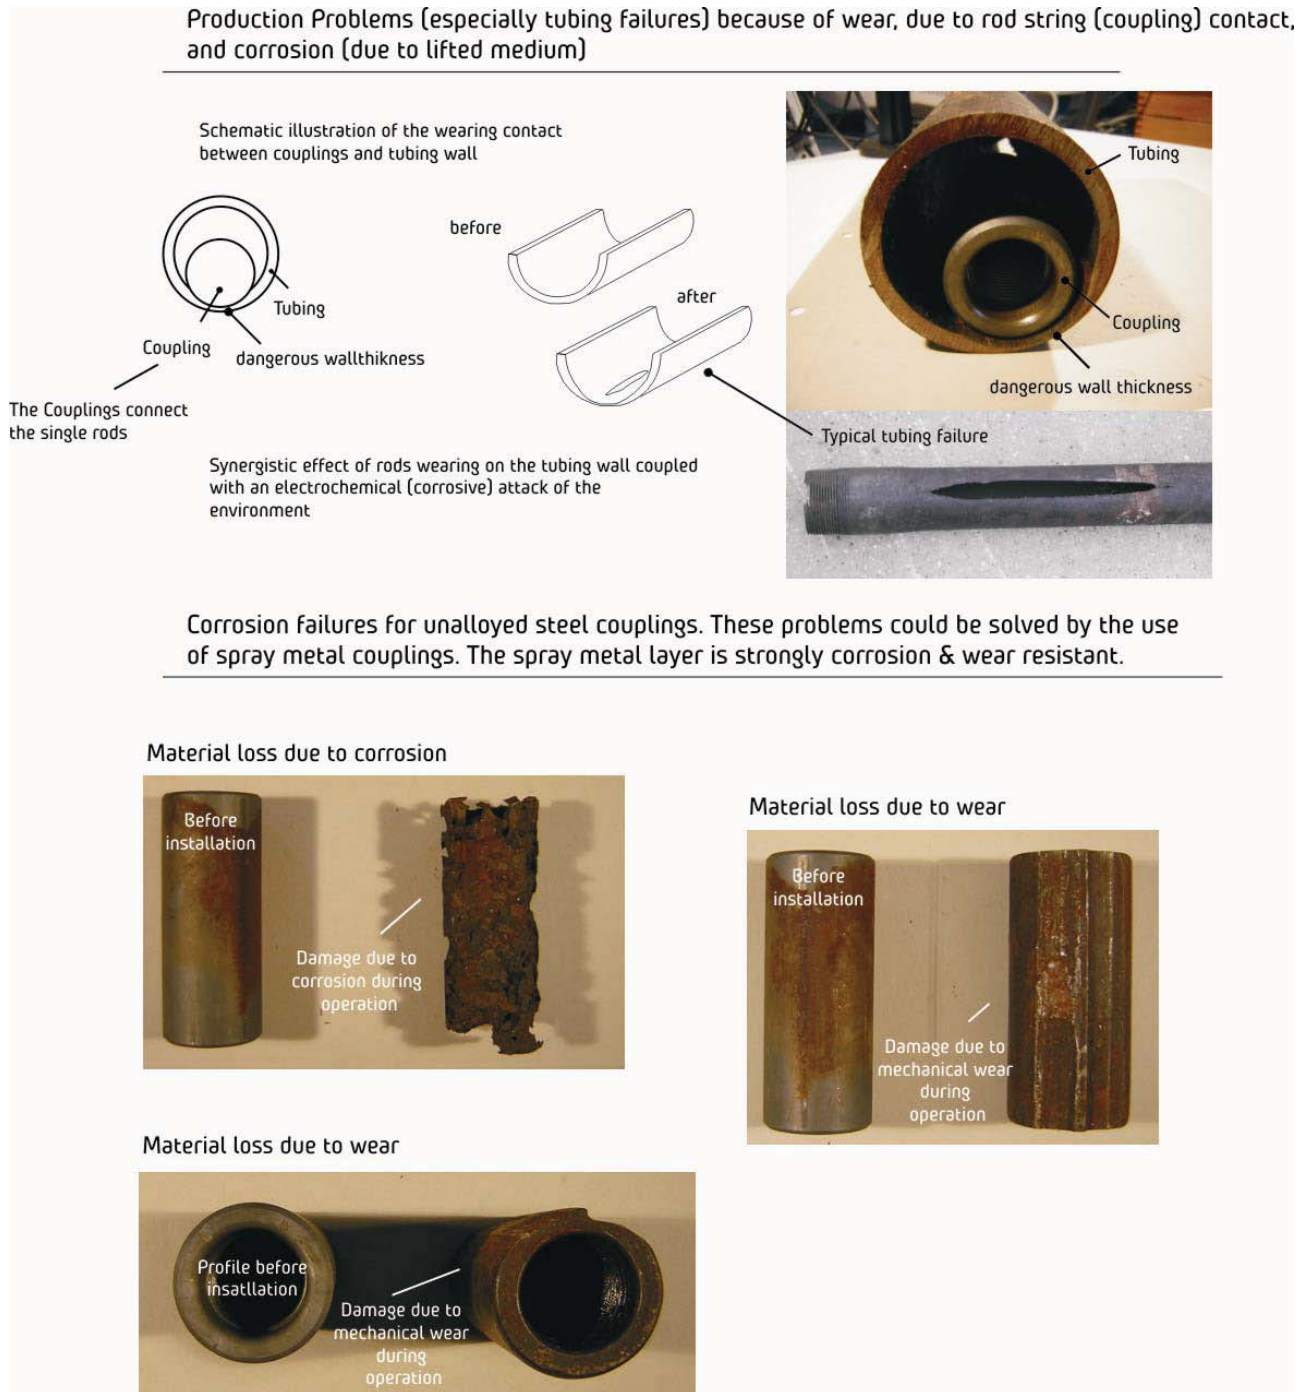 Production Problems (especially tubing failures) because of wear, due to rod string (coupling) contact,
and corrosion (due to lifted medium)
Schematic illustration of the wearing contact
between couplings and tubing wall
before
after
Tubing
Coupling
dangerous wallthikness
The Couplings connect
the single rods
Tubing
Coupling
dangerous wall thickness
Typical tubing failure
Synergistic effect of rods wearing on the tubing wall coupled
with an electrochemical (corrosive) attack of the
environment
Corrosion failures for unalloyed steel couplings. These problems could be solved by the use
of spray metal couplings. The spray metal layer is strongly corrosion & wear resistant.
Material loss due to corrosion
Before
installation
Damage due to
corrosion during
operation
Material loss due to wear
Before
installation
Damage due to
mechanical wear
during
operation
Material loss due to wear
Profile before
insatllation
Damage due to
mechanical wear
during
operation